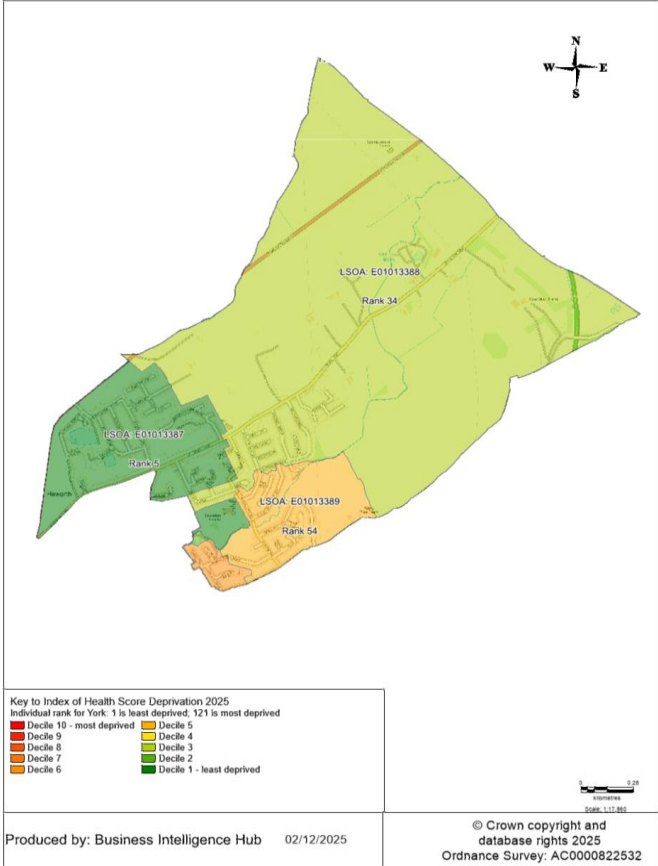 N
W E
S
LSOA: E01013388
Rank 34
LSOA: E01013387
Rank 5
LSOA: E01013389
Rank 54
Key to Index of Health Score Deprivation 2025
Individual rank for York: 1 is least deprived; 121 is most deprived
Decile 10 - most deprived
Decile 9
Decile 8
Decile 7
Decile 6
Decile 5
Decile 4
Decile 3
Decile 2
Decile 1 - least deprived
0 0.28
kilometres
Produced by: Business Intelligence Hub 02/12/2025
© Crown copyright and
database rights 2025
Ordnance Survey: AC0000822532